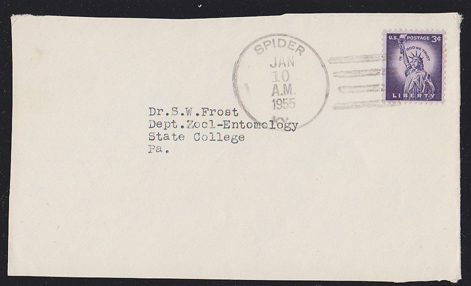 SPIDER
JAN
10
A.M.
1955
KY.
U.S. POSTAGE 3¢
IN GOD WE TRUST
LIBERTY
Dr.S.W.Frost
Dept.Zool-Entomology
State College
Pa.